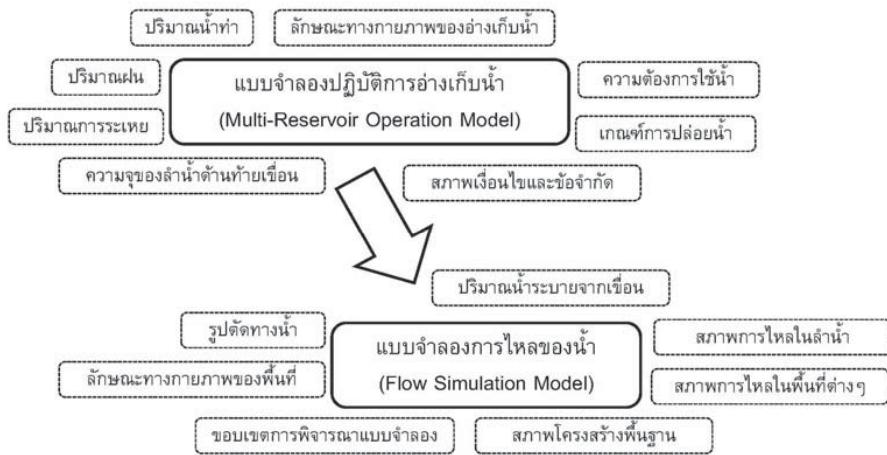 ปริมาณน้ำท่า
ลักษณะทางกายภาพของอ่างเก็บน้ำ
ปริมาณฝน
แบบจำลองปฏิบัติการอ่างเก็บน้ำ
ความต้องการใช้น้ำ
(Multi-Reservoir Operation Model)
ปริมาณการระเหย
เกณฑ์การปล่อยน้ำ
ความจุของลำน้ำด้านท้ายเขื่อน
สภาพเงื่อนไขและข้อจำกัด
ปริมาณน้ำระบายจากเขื่อน
รูปตัดทางน้ำ
แบบจำลองการไหลของน้ำ
สภาพการไหลในลำน้ำ
ลักษณะทางกายภาพของพื้นที่
(Flow Simulation Model)
สภาพการไหลในพื้นที่ต่างๆ
ขอบเขตการพิจารณาแบบจำลอง
สภาพโครงสร้างพื้นฐาน